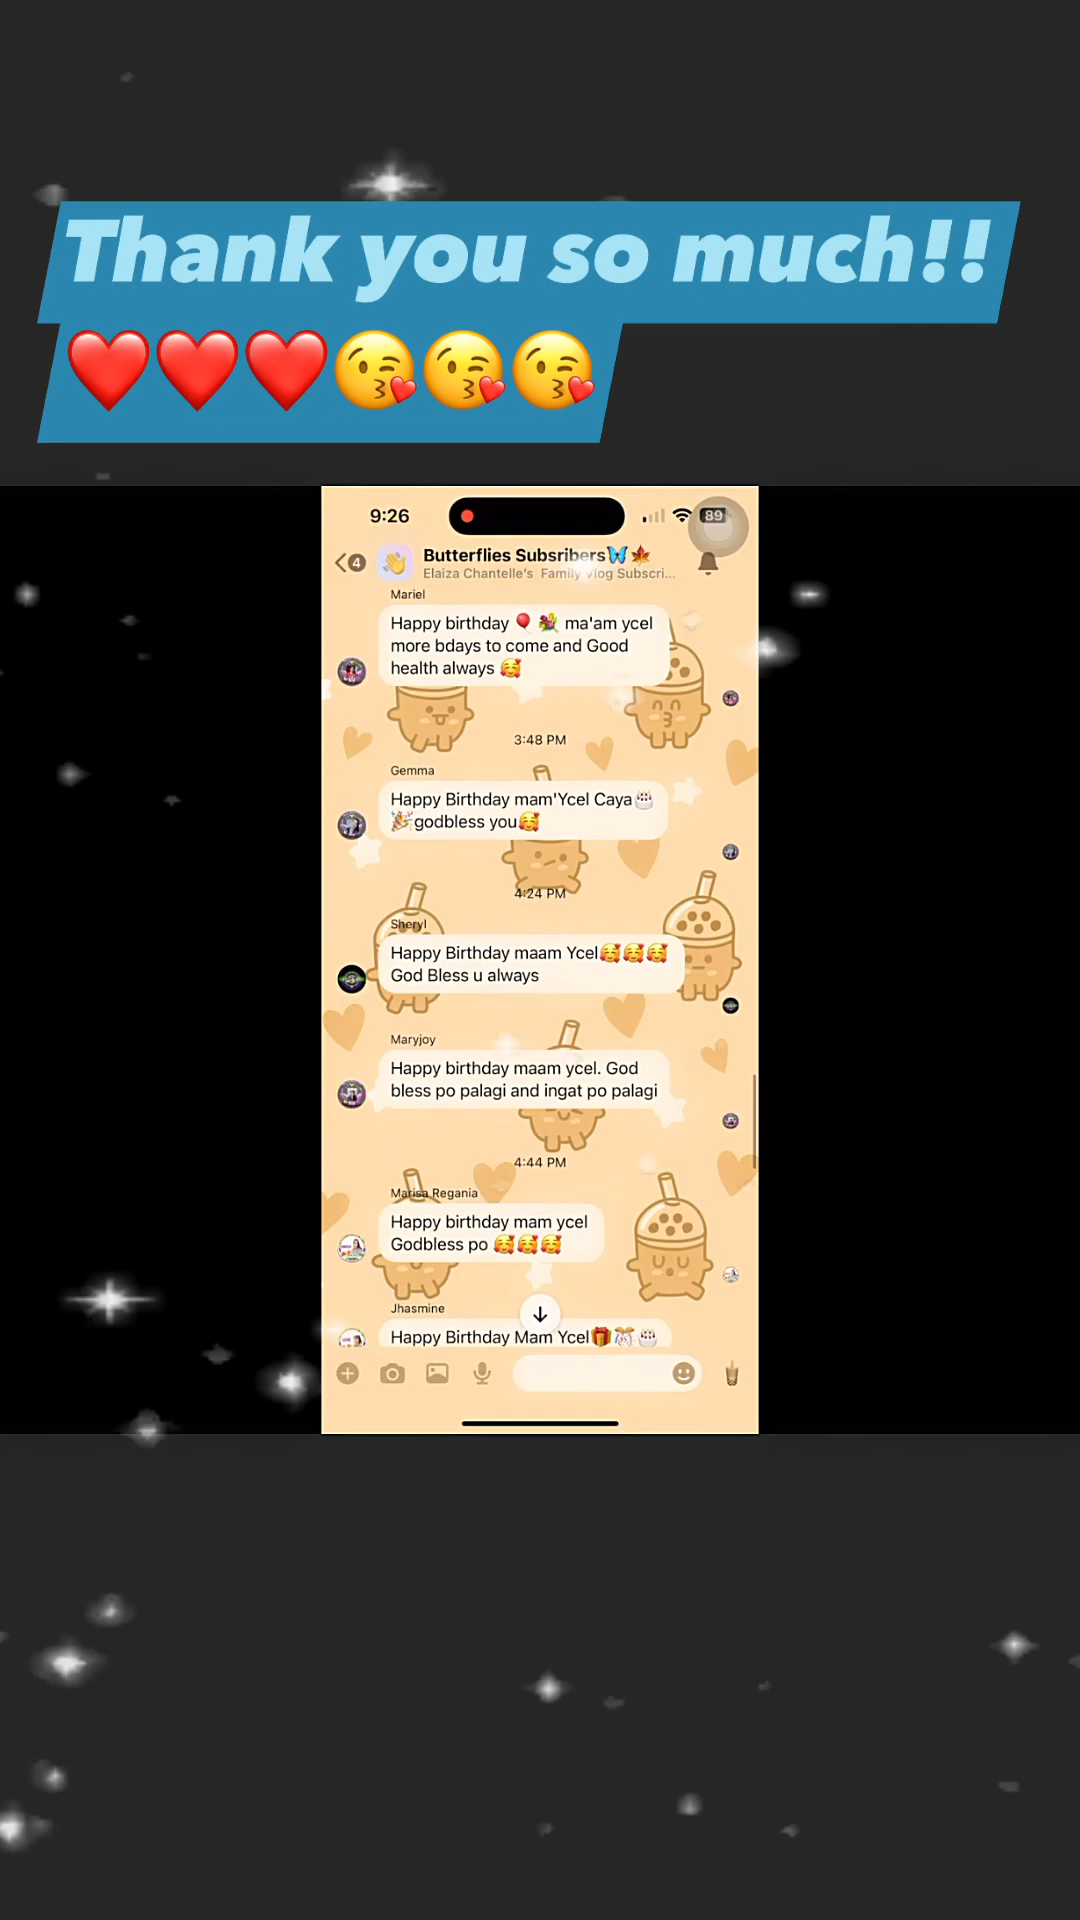 Thank you so much!!
❤️❤️❤️😘😘😘
9:26
89
4
Butterflies Subsribers🦋🍁
Elaiza Chantelle's Family Vlog Subscri...
Mariel
Happy birthday 🎈 💐 ma'am ycel
more bdays to come and Good
health always 🥰
3:48 PM
Gemma
Happy Birthday mam'Ycel Caya🎂
🎉godbless you🥰
4:24 PM
Sheryl
Happy Birthday maam Ycel🥰🥰🥰
God Bless u always
Maryjoy
Happy birthday maam ycel. God
bless po palagi and ingat po palagi
4:44 PM
Marisa Regania
Happy birthday mam ycel
Godbless po 🥰🥰🥰
Jhasmine
Happy Birthday Mam Ycel🎁🎊🎂